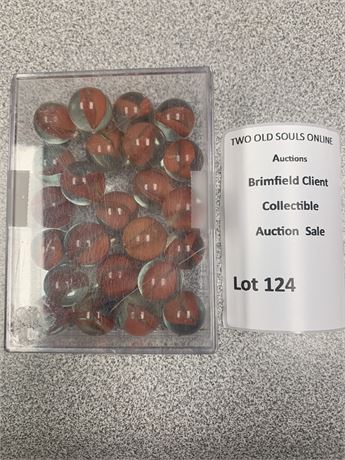 TWO OLD SOULS ONLINE
Auctions
Brimfield Client
Collectible
Auction Sale
Lot 124